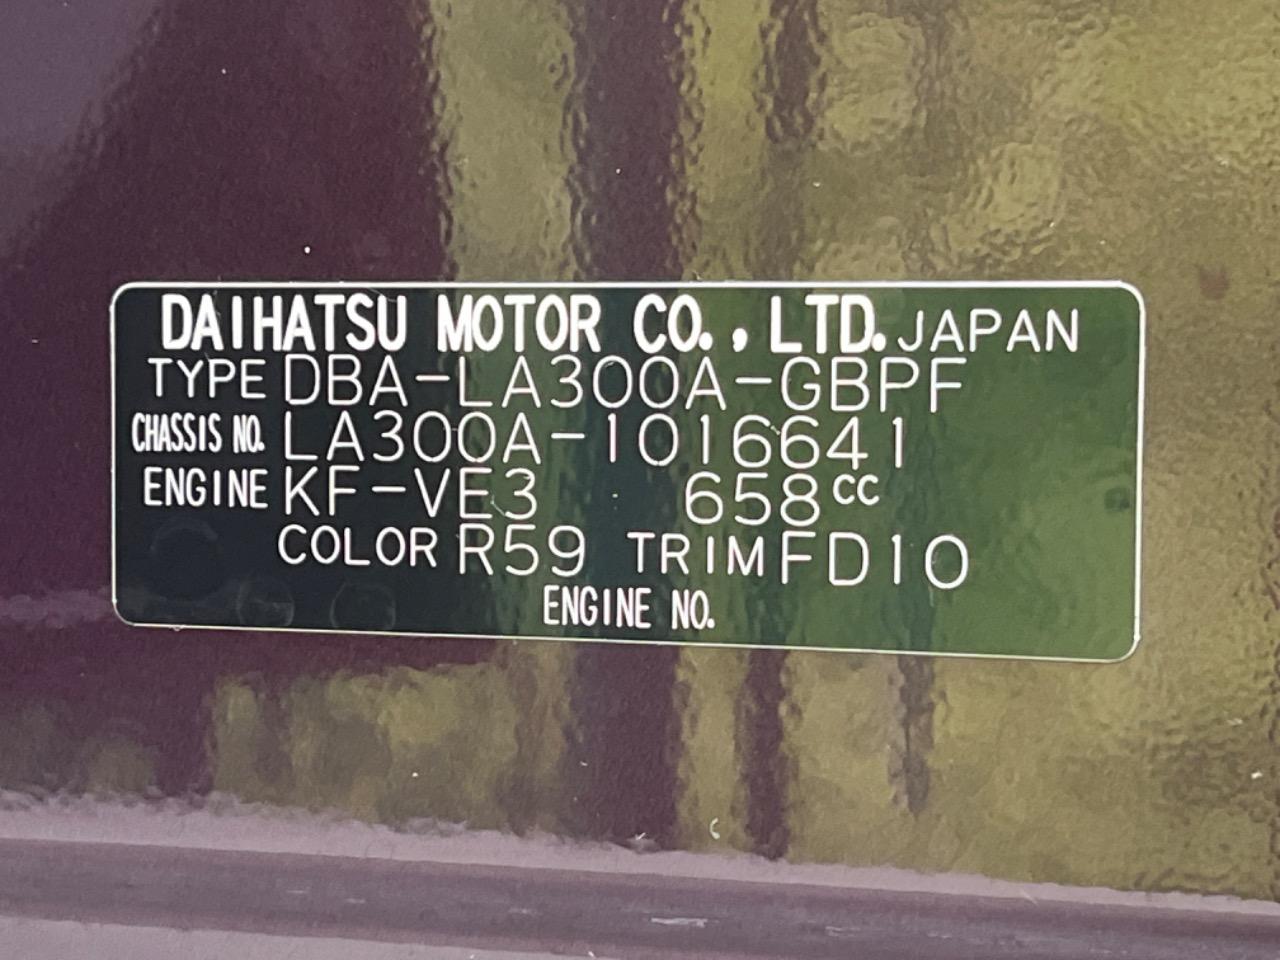 DAIHATSU MOTOR CO., LTD. JAPAN
TYPE DBA-LA300A-GBPF
CHASSIS NO. LA300A-1016641
ENGINE KF-VE3 658cc
COLOR R59 TRIM FD10
ENGINE NO.